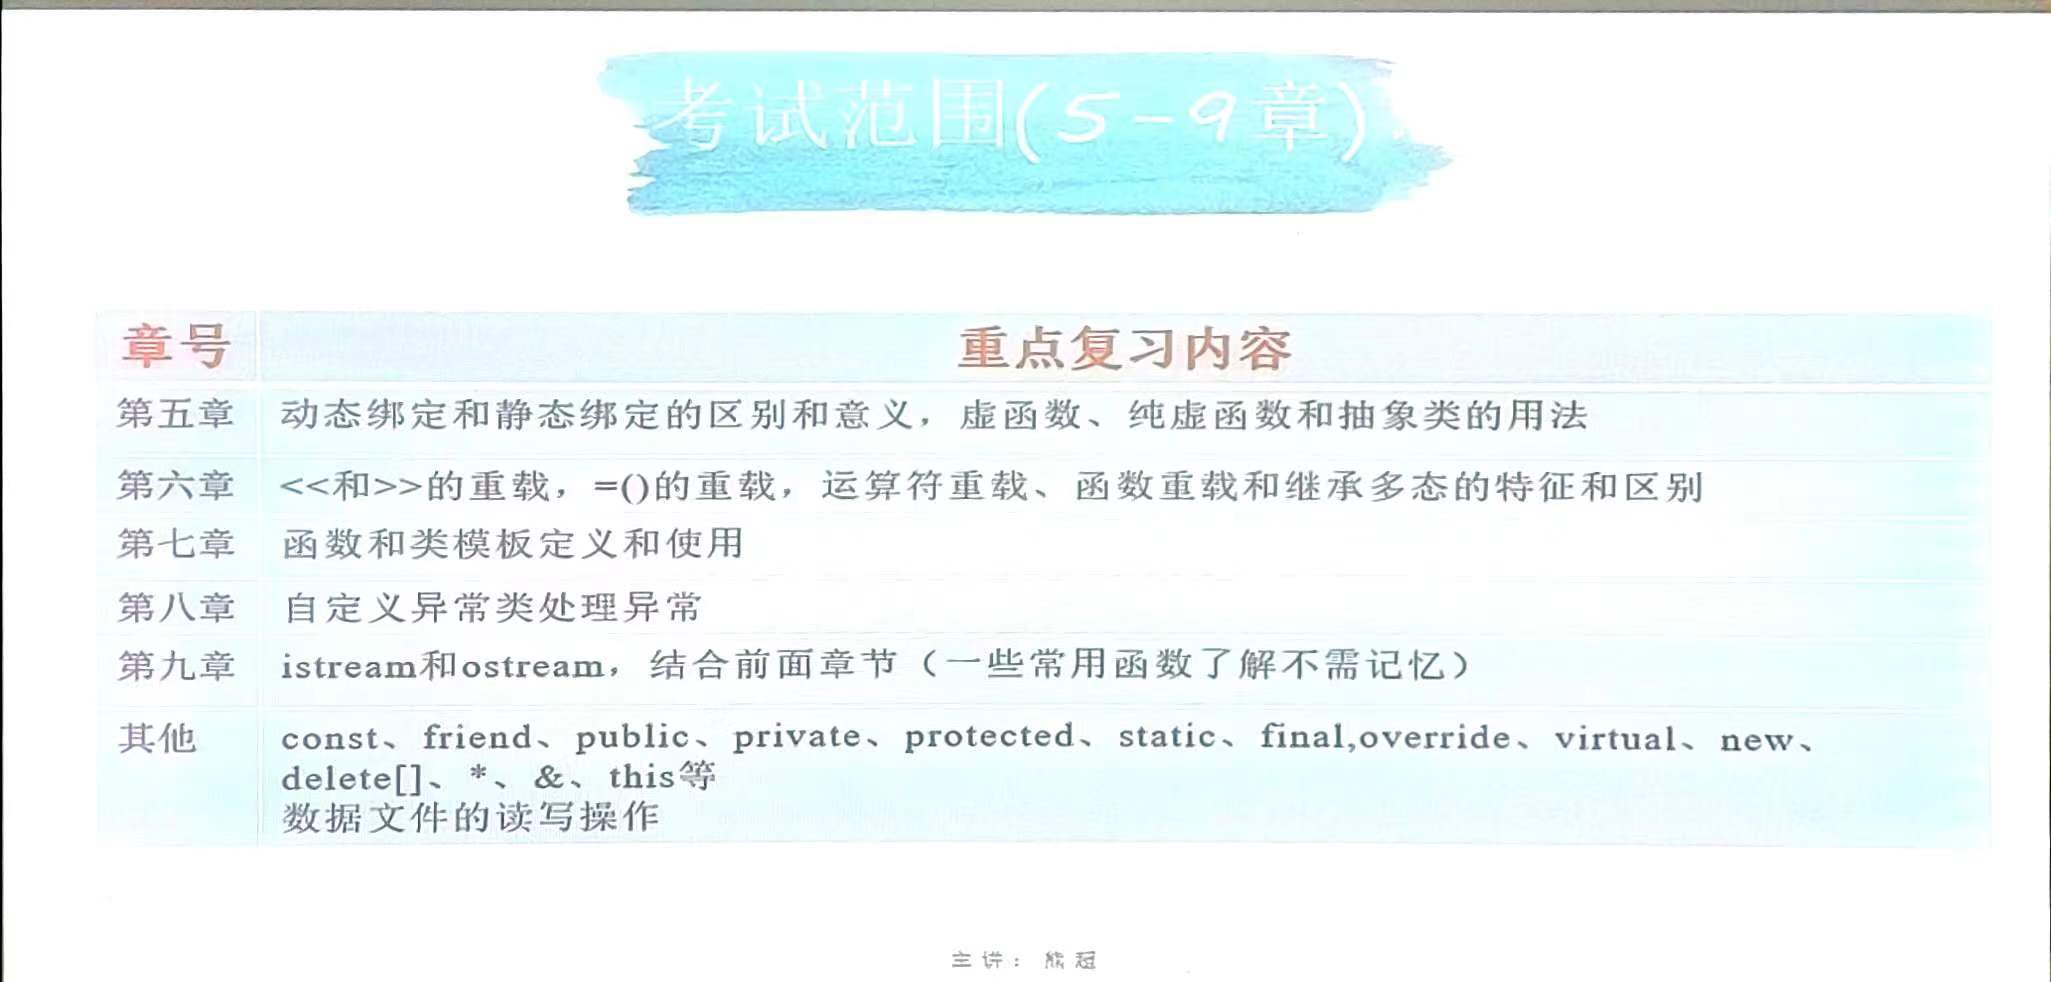 考试范围(5-9章)
章号 重点复习内容
第五章 动态绑定和静态绑定的区别和意义，虚函数、纯虚函数和抽象类的用法
第六章 <<和>>的重载，=()的重载，运算符重载、函数重载和继承多态的特征和区别
第七章 函数和类模板定义和使用
第八章 自定义异常类处理异常
第九章 istream和ostream，结合前面章节（一些常用函数了解不需记忆）
其他 const、friend、public、private、protected、static、final,override、virtual、new、
delete[]、*、&、this等
数据文件的读写操作
主讲：熊